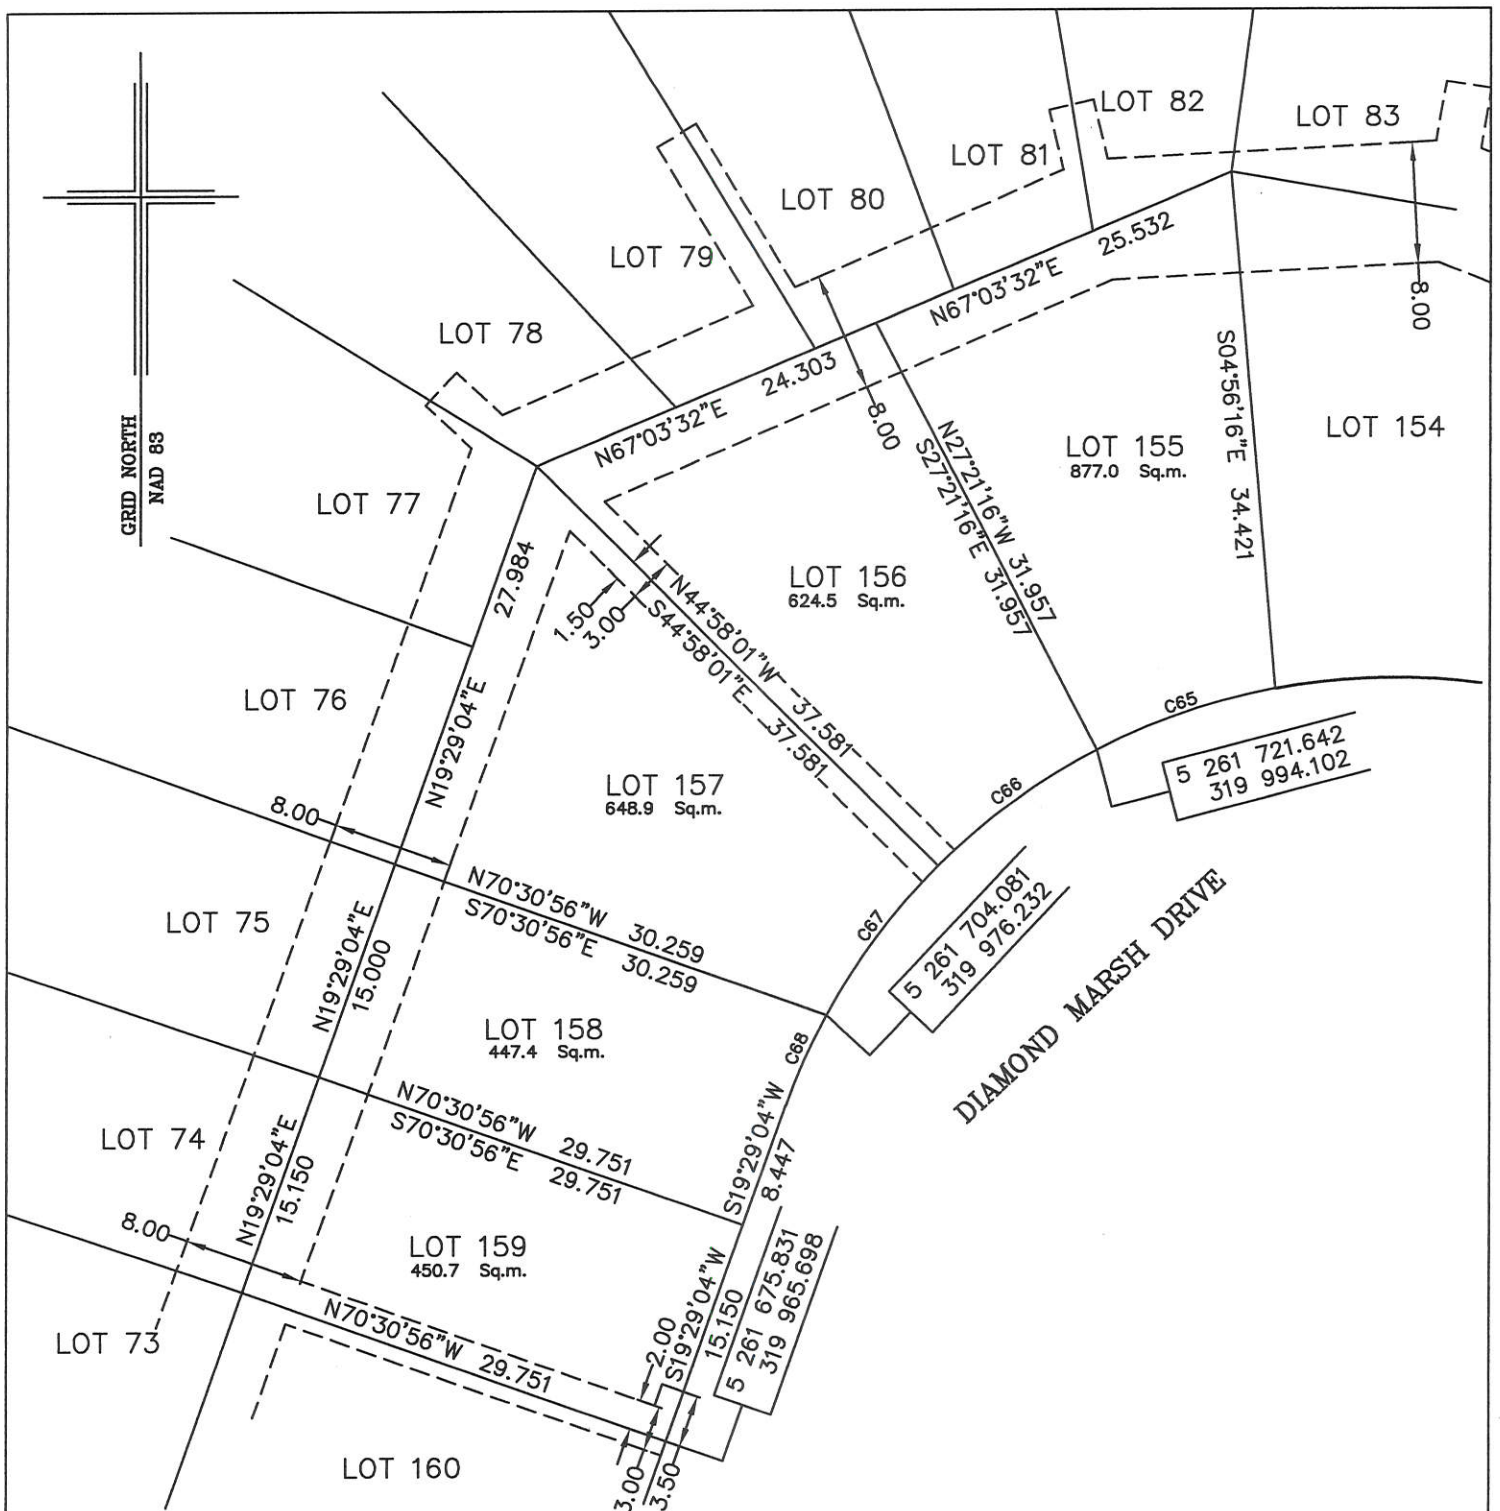 LOT 82
LOT 83
LOT 81
LOT 80
LOT 79
LOT 78
25.532
N67°03'32"E
8.00
24.303
N67°03'32"E
8.00
GRID NORTH
NAD 83
LOT 77
S04°56'16"E 34.421
LOT 154
LOT 155
877.0 Sq.m.
N27°21'16"W 31.957
S27°21'16"E 31.957
27.984
LOT 156
624.5 Sq.m.
1.50
3.00
N44°58'01"W 37.581
S44°58'01"E 37.581
LOT 76
N19°29'04"E
C65
5 261 721.642
319 994.102
LOT 157
648.9 Sq.m.
C66
8.00
N70°30'56"W 30.259
S70°30'56"E 30.259
C67
5 261 704.081
319 976.232
DIAMOND MARSH DRIVE
LOT 75
N19°29'04"E
15.000
LOT 158
447.4 Sq.m.
C68
N70°30'56"W 29.751
S70°30'56"E 29.751
S19°29'04"W
8.447
LOT 74
N19°29'04"E
15.150
8.00
LOT 159
450.7 Sq.m.
S19°29'04"W
15.150
5 261 675.831
319 965.698
LOT 73
N70°30'56"W 29.751
2.00
LOT 160
3.00
3.50